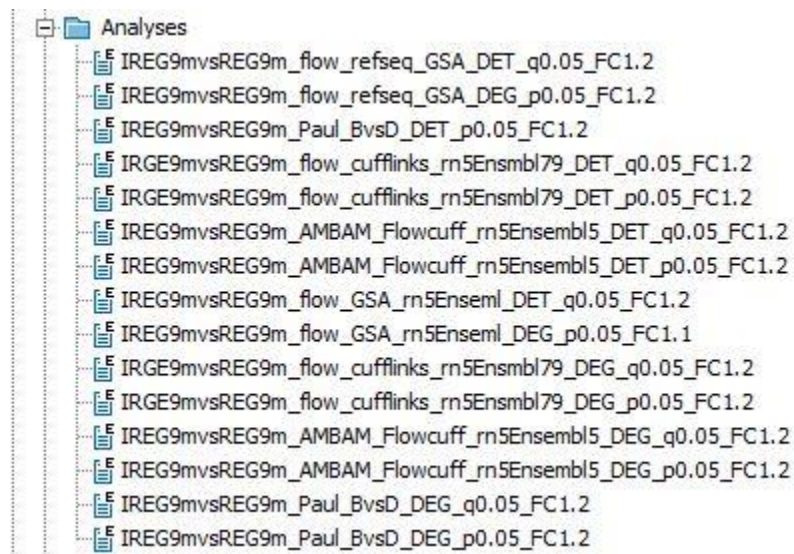 Analyses
IREG9mvsREG9m_flow_refseq_GSA_DET_q0.05_FC1.2
IREG9mvsREG9m_flow_refseq_GSA_DEG_p0.05_FC1.2
IREG9mvsREG9m_Paul_BvsD_DET_p0.05_FC1.2
IRGE9mvsREG9m_flow_cufflinks_rn5Ensmbl79_DET_q0.05_FC1.2
IRGE9mvsREG9m_flow_cufflinks_rn5Ensmbl79_DET_p0.05_FC1.2
IREG9mvsREG9m_AMBAM_Flowcuff_rn5Ensembl5_DET_q0.05_FC1.2
IREG9mvsREG9m_AMBAM_Flowcuff_rn5Ensembl5_DET_p0.05_FC1.2
IREG9mvsREG9m_flow_GSA_rn5Enseml_DET_q0.05_FC1.2
IREG9mvsREG9m_flow_GSA_rn5Enseml_DEG_p0.05_FC1.1
IRGE9mvsREG9m_flow_cufflinks_rn5Ensmbl79_DEG_q0.05_FC1.2
IRGE9mvsREG9m_flow_cufflinks_rn5Ensmbl79_DEG_p0.05_FC1.2
IREG9mvsREG9m_AMBAM_Flowcuff_rn5Ensembl5_DEG_q0.05_FC1.2
IREG9mvsREG9m_AMBAM_Flowcuff_rn5Ensembl5_DEG_p0.05_FC1.2
IREG9mvsREG9m_Paul_BvsD_DEG_q0.05_FC1.2
IREG9mvsREG9m_Paul_BvsD_DEG_p0.05_FC1.2